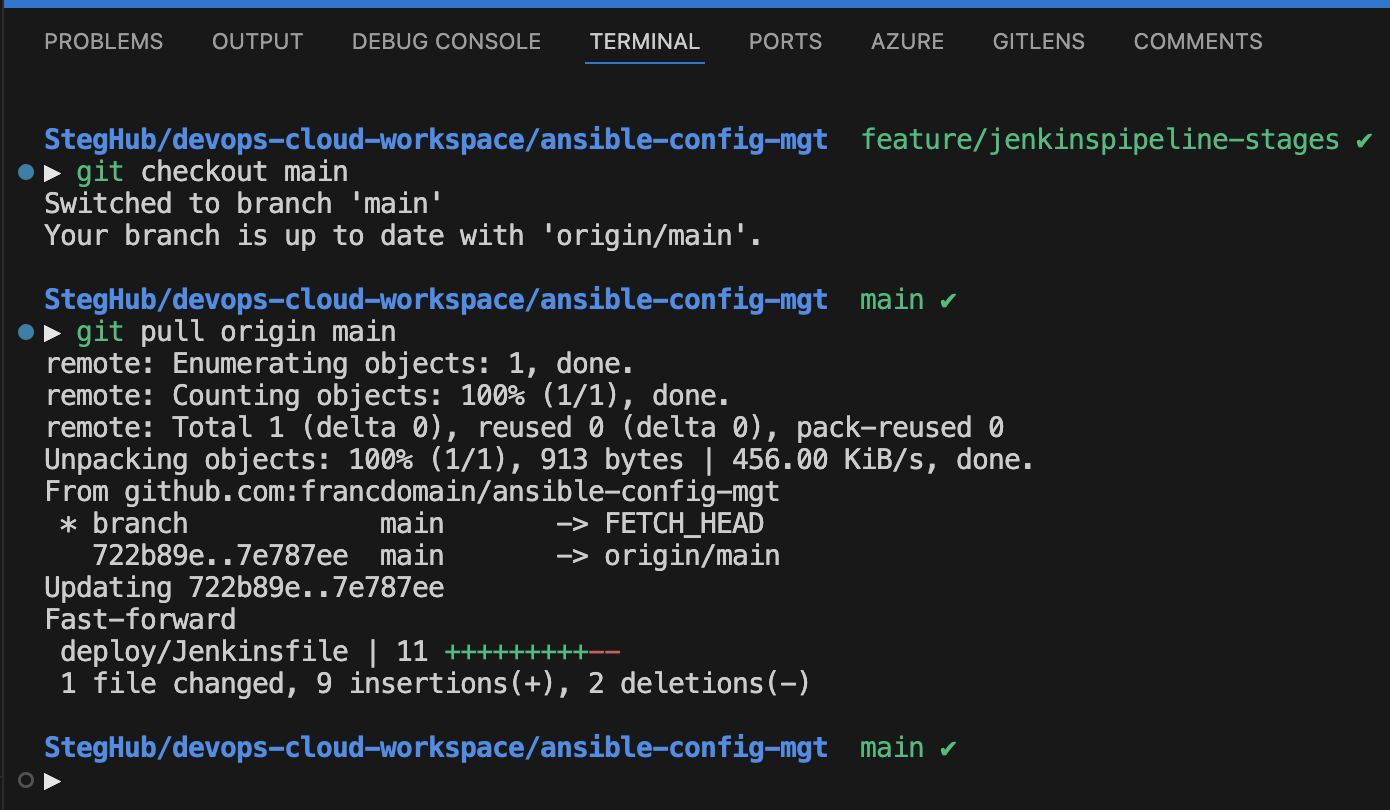 PROBLEMS OUTPUT DEBUG CONSOLE TERMINAL PORTS AZURE GITLENS COMMENTS
StegHub/devops-cloud-workspace/ansible-config-mgt feature/jenkinspipeline-stages ✔
▶ git checkout main
Switched to branch 'main'
Your branch is up to date with 'origin/main'.
StegHub/devops-cloud-workspace/ansible-config-mgt main ✔
▶ git pull origin main
remote: Enumerating objects: 1, done.
remote: Counting objects: 100% (1/1), done.
remote: Total 1 (delta 0), reused 0 (delta 0), pack-reused 0
Unpacking objects: 100% (1/1), 913 bytes | 456.00 KiB/s, done.
From github.com:francdomain/ansible-config-mgt
 * branch            main       -> FETCH_HEAD
   722b89e..7e787ee  main       -> origin/main
Updating 722b89e..7e787ee
Fast-forward
 deploy/Jenkinsfile | 11 +++++++++--
 1 file changed, 9 insertions(+), 2 deletions(-)
StegHub/devops-cloud-workspace/ansible-config-mgt main ✔
▶